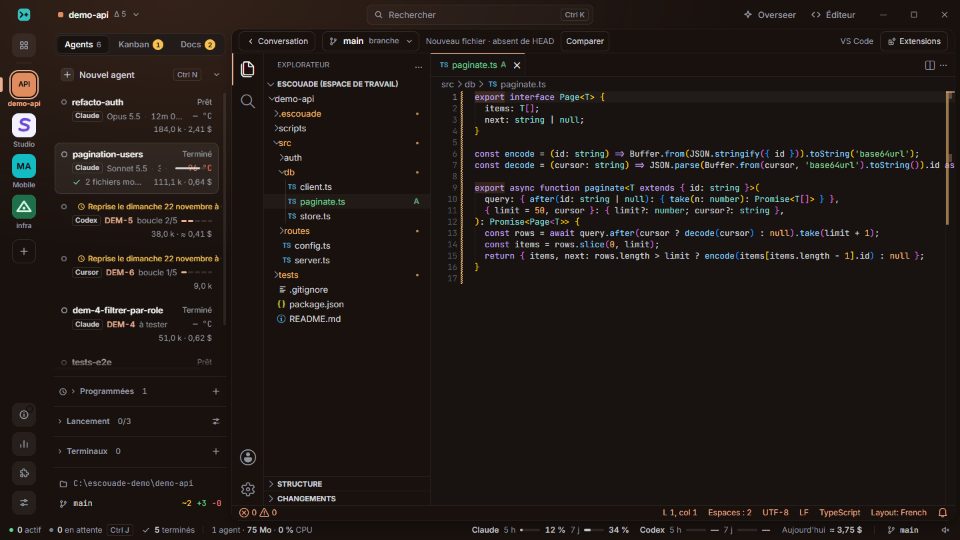 demo-api Δ 5
Rechercher Ctrl K
Overseer
Éditeur
API
demo-api
Studio
MA
Mobile
infra
Agents 6 Kanban 1 Docs 2
Nouvel agent Ctrl N
refacto-auth Prêt
Claude Opus 5.5 · 12m 0… – °C
184,0 k · 2,41 $
pagination-users Terminé
Claude Sonnet 5.5
2 fichiers mo… 111,1 k · 0,64 $
Reprise le dimanche 22 novembre à
Codex DEM-5 boucle 2/5
38,0 k · ≈ 0,41 $
Reprise le dimanche 22 novembre à
Cursor DEM-6 boucle 1/5
9,0 k
dem-4-filtrer-par-role Terminé
Claude DEM-4 à tester – °C
51,0 k · 0,62 $
tests-e2e Prêt
Programmées 1
Lancement 0/3
Terminaux 0
C:\escouade-demo\demo-api
main ~2 +3 -0
Conversation
main branche
Nouveau fichier · absent de HEAD
Comparer
VS Code
Extensions
EXPLORATEUR
ESCOUADE (ESPACE DE TRAVAIL)
demo-api
.escouade
scripts
src
auth
db
TS client.ts
TS paginate.ts A
TS store.ts
routes
TS config.ts
TS server.ts
tests
.gitignore
package.json
README.md
STRUCTURE
CHANGEMENTS
TS paginate.ts A
src > db > TS paginate.ts
1 export interface Page<T> {
2 items: T[];
3 next: string | null;
4 }
5
6 const encode = (id: string) => Buffer.from(JSON.stringify({ id })).toString('base64url');
7 const decode = (cursor: string) => JSON.parse(Buffer.from(cursor, 'base64url').toString()).id as
8
9 export async function paginate<T extends { id: string }>(
10 query: { after(id: string | null): { take(n: number): Promise<T[]> } },
11 { limit = 50, cursor }: { limit?: number; cursor?: string },
12 ): Promise<Page<T>> {
13 const rows = await query.after(cursor ? decode(cursor) : null).take(limit + 1);
14 const items = rows.slice(0, limit);
15 return { items, next: rows.length > limit ? encode(items[items.length - 1].id) : null };
16 }
17
0 0
L 1, col 1 Espaces : 2 UTF-8 LF TypeScript Layout: French
0 actif 0 en attente Ctrl J 5 terminés 1 agent · 75 Mo · 0 % CPU
Claude 5 h 12 % 7 j 34 % Codex 5 h — 7 j — Aujourd'hui ≈ 3,75 $ main